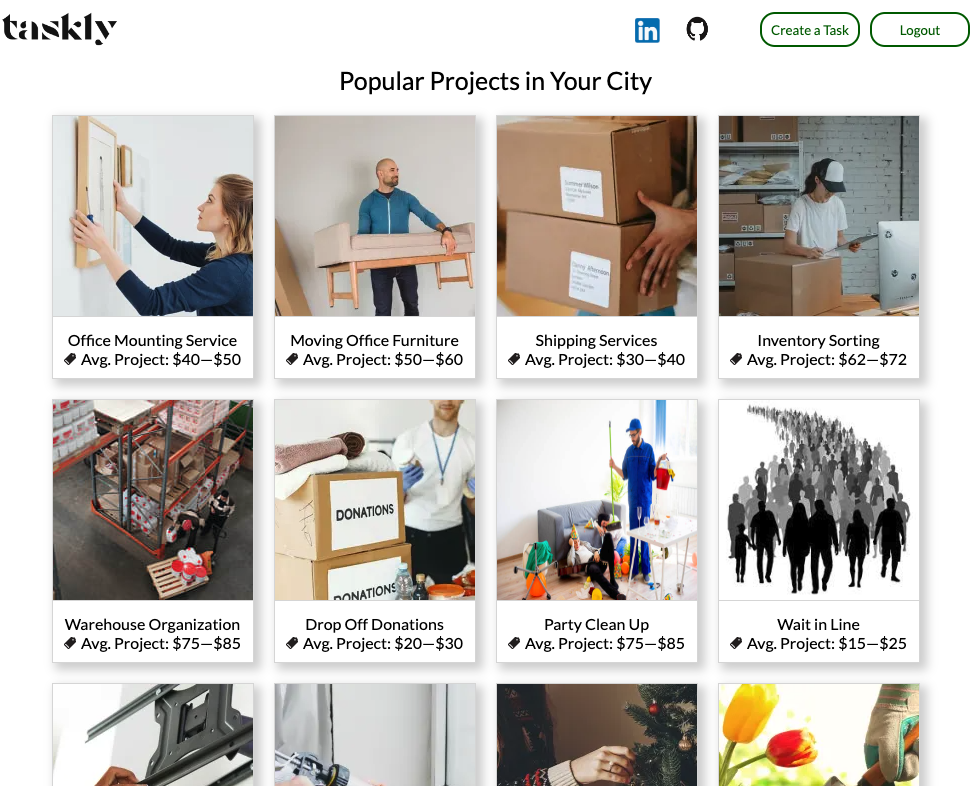 taskly
Create a Task
Logout
Popular Projects in Your City
Office Mounting Service
Avg. Project: $40—$50
Moving Office Furniture
Avg. Project: $50—$60
Summer Wilson
Shipping Services
Avg. Project: $30—$40
Inventory Sorting
Avg. Project: $62—$72
Warehouse Organization
Avg. Project: $75—$85
DONATIONS
DONATIONS
Drop Off Donations
Avg. Project: $20—$30
Party Clean Up
Avg. Project: $75—$85
Wait in Line
Avg. Project: $15—$25